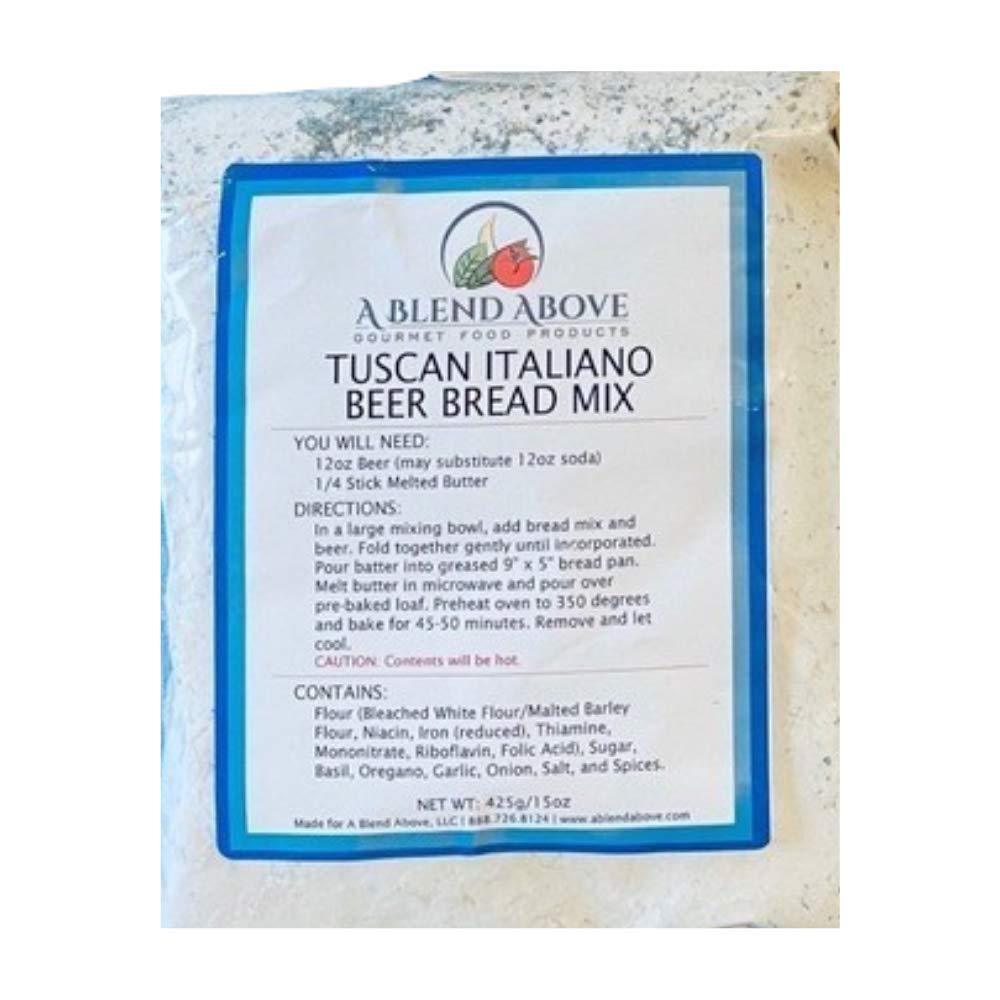 A BLEND ABOVE
GOURMET FOOD PRODUCTS
TUSCAN ITALIANO
BEER BREAD MIX
YOU WILL NEED:
12oz Beer (may substitute 12oz soda)
1/4 Stick Melted Butter
DIRECTIONS:
In a large mixing bowl, add bread mix and
beer. Fold together gently until incorporated.
Pour batter into greased 9" x 5" bread pan.
Melt butter in microwave and pour over
pre-baked loaf. Preheat oven to 350 degrees
and bake for 45-50 minutes. Remove and let
cool.
CAUTION: Contents will be hot.
CONTAINS:
Flour (Bleached White Flour/Malted Barley
Flour, Niacin, Iron (reduced), Thiamine,
Mononitrate, Riboflavin, Folic Acid), Sugar,
Basil, Oregano, Garlic, Onion, Salt, and Spices.
NET WT: 425g/15oz
Made for A Blend Above, LLC | 888.726.8124 | www.ablendabove.com